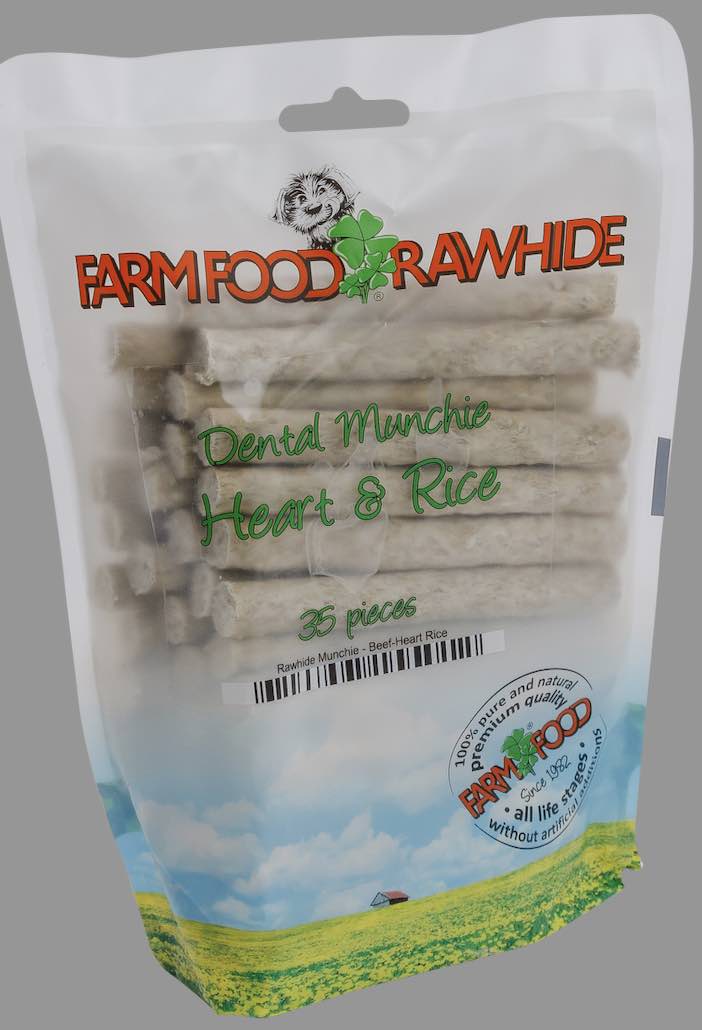 FARM FOOD RAWHIDE
®
Dental Munchie
Heart & Rice
35 pieces
Rawhide Munchie - Beef-Heart Rice
100% pure and natural
premium quality
®
FARM FOOD
Since 1982
• all life stages •
without artificial additions